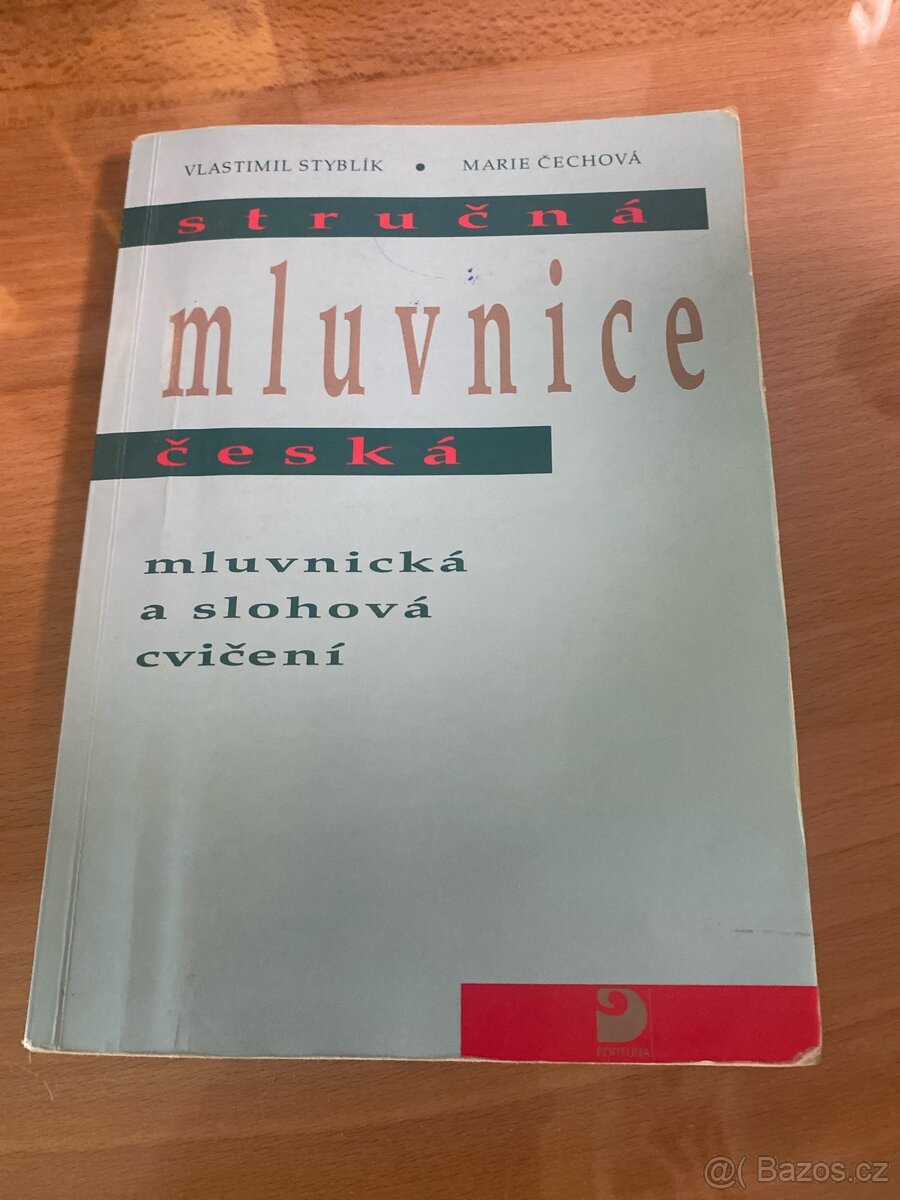 VLASTIMIL STYBLÍK • MARIE ČECHOVÁ
stručná
mluvnice
česká
mluvnická
a slohová
cvičení
FORTUNA
@( Bazos.cz